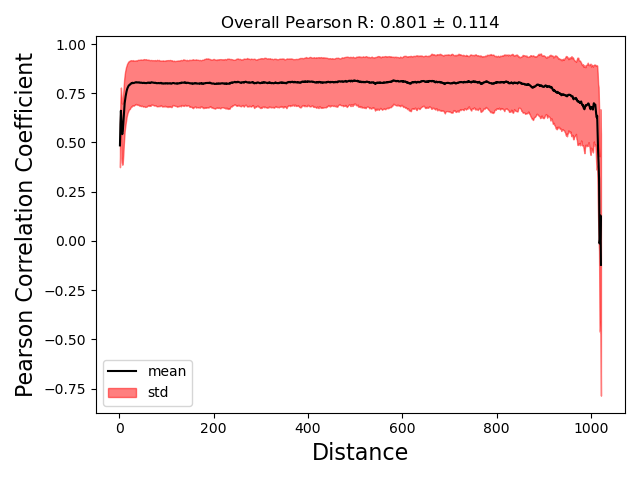 Overall Pearson R: 0.801 ± 0.114
Pearson Correlation Coefficient
1.00
0.75
0.50
0.25
0.00
−0.25
−0.50
−0.75
mean
std
0 200 400 600 800 1000
Distance